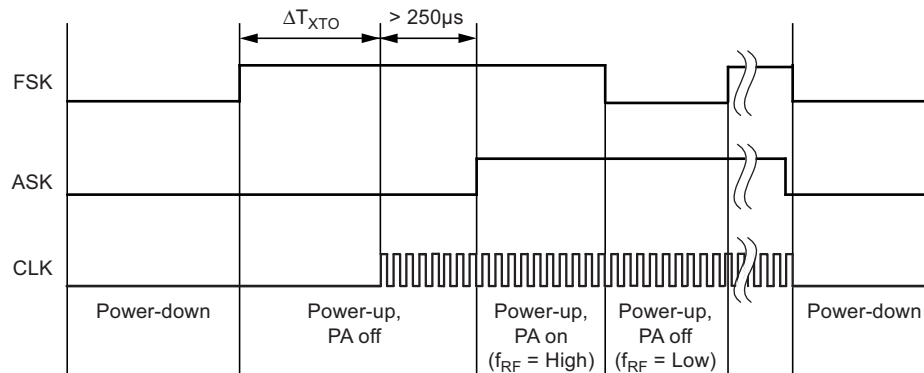 ΔT_XTO
> 250μs
FSK
ASK
CLK
Power-down
Power-up,
PA off
Power-up,
PA on
(f_RF = High)
Power-up,
PA off
(f_RF = Low)
Power-down